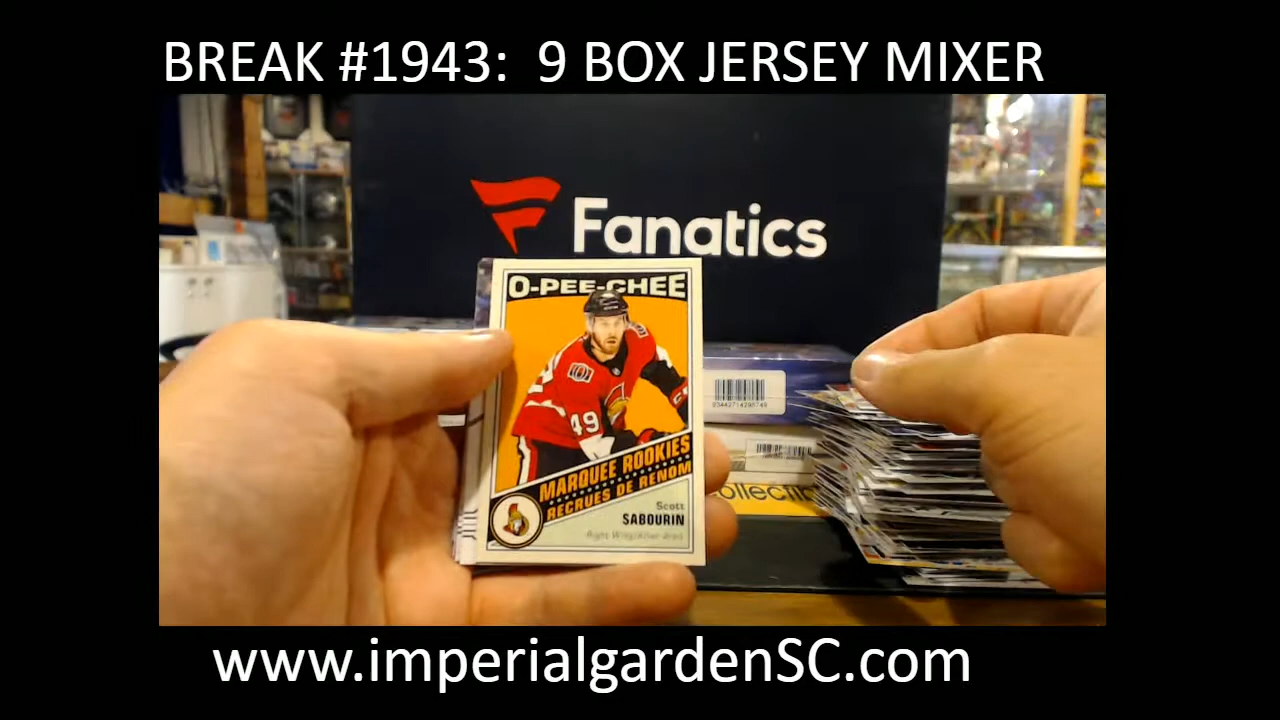 BREAK #1943:  9 BOX JERSEY MIXER
Fanatics
O-PEE-CHEE
49
MARQUEE ROOKIES
RECRUES DE RENOM
Scott
SABOURIN
www.imperialgardenSC.com